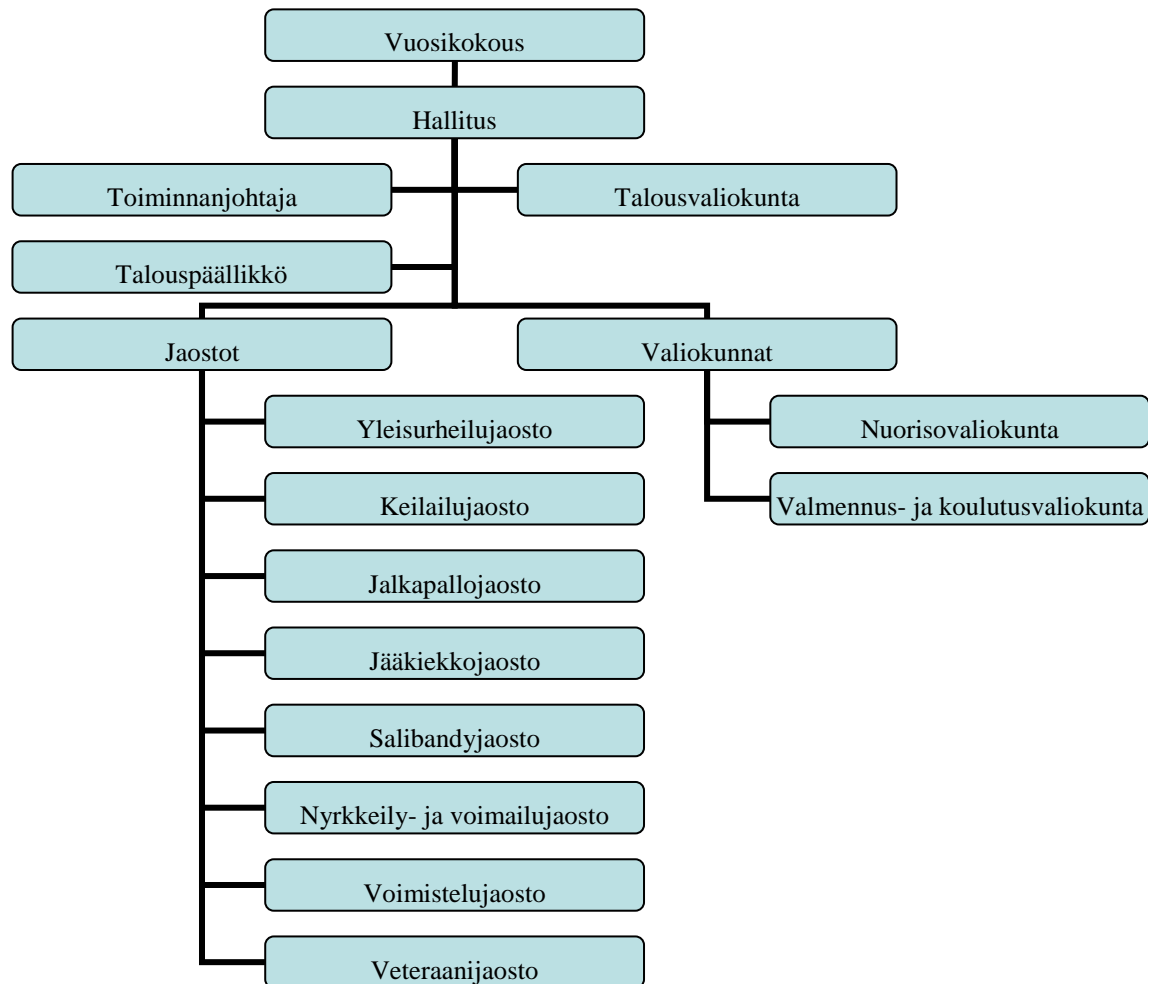 Vuosikokous
Hallitus
Toiminnanjohtaja
Talousvaliokunta
Talouspäällikkö
Jaostot
Valiokunnat
Yleisurheilujaosto
Nuorisovaliokunta
Keilailujaosto
Valmennus- ja koulutusvaliokunta
Jalkapallojaosto
Jääkiekkojaosto
Salibandyjaosto
Nyrkkeily- ja voimailujaosto
Voimistelujaosto
Veteraanijaosto